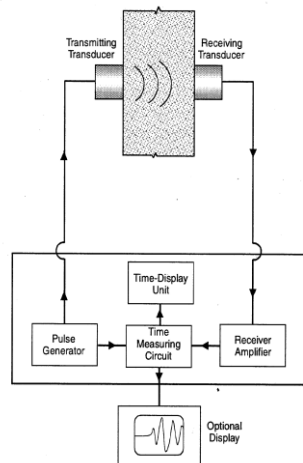 Transmitting
Transducer
Receiving
Transducer
Time-Display
Unit
Pulse
Generator
Time
Measuring
Circuit
Receiver
Amplifier
Optional
Display